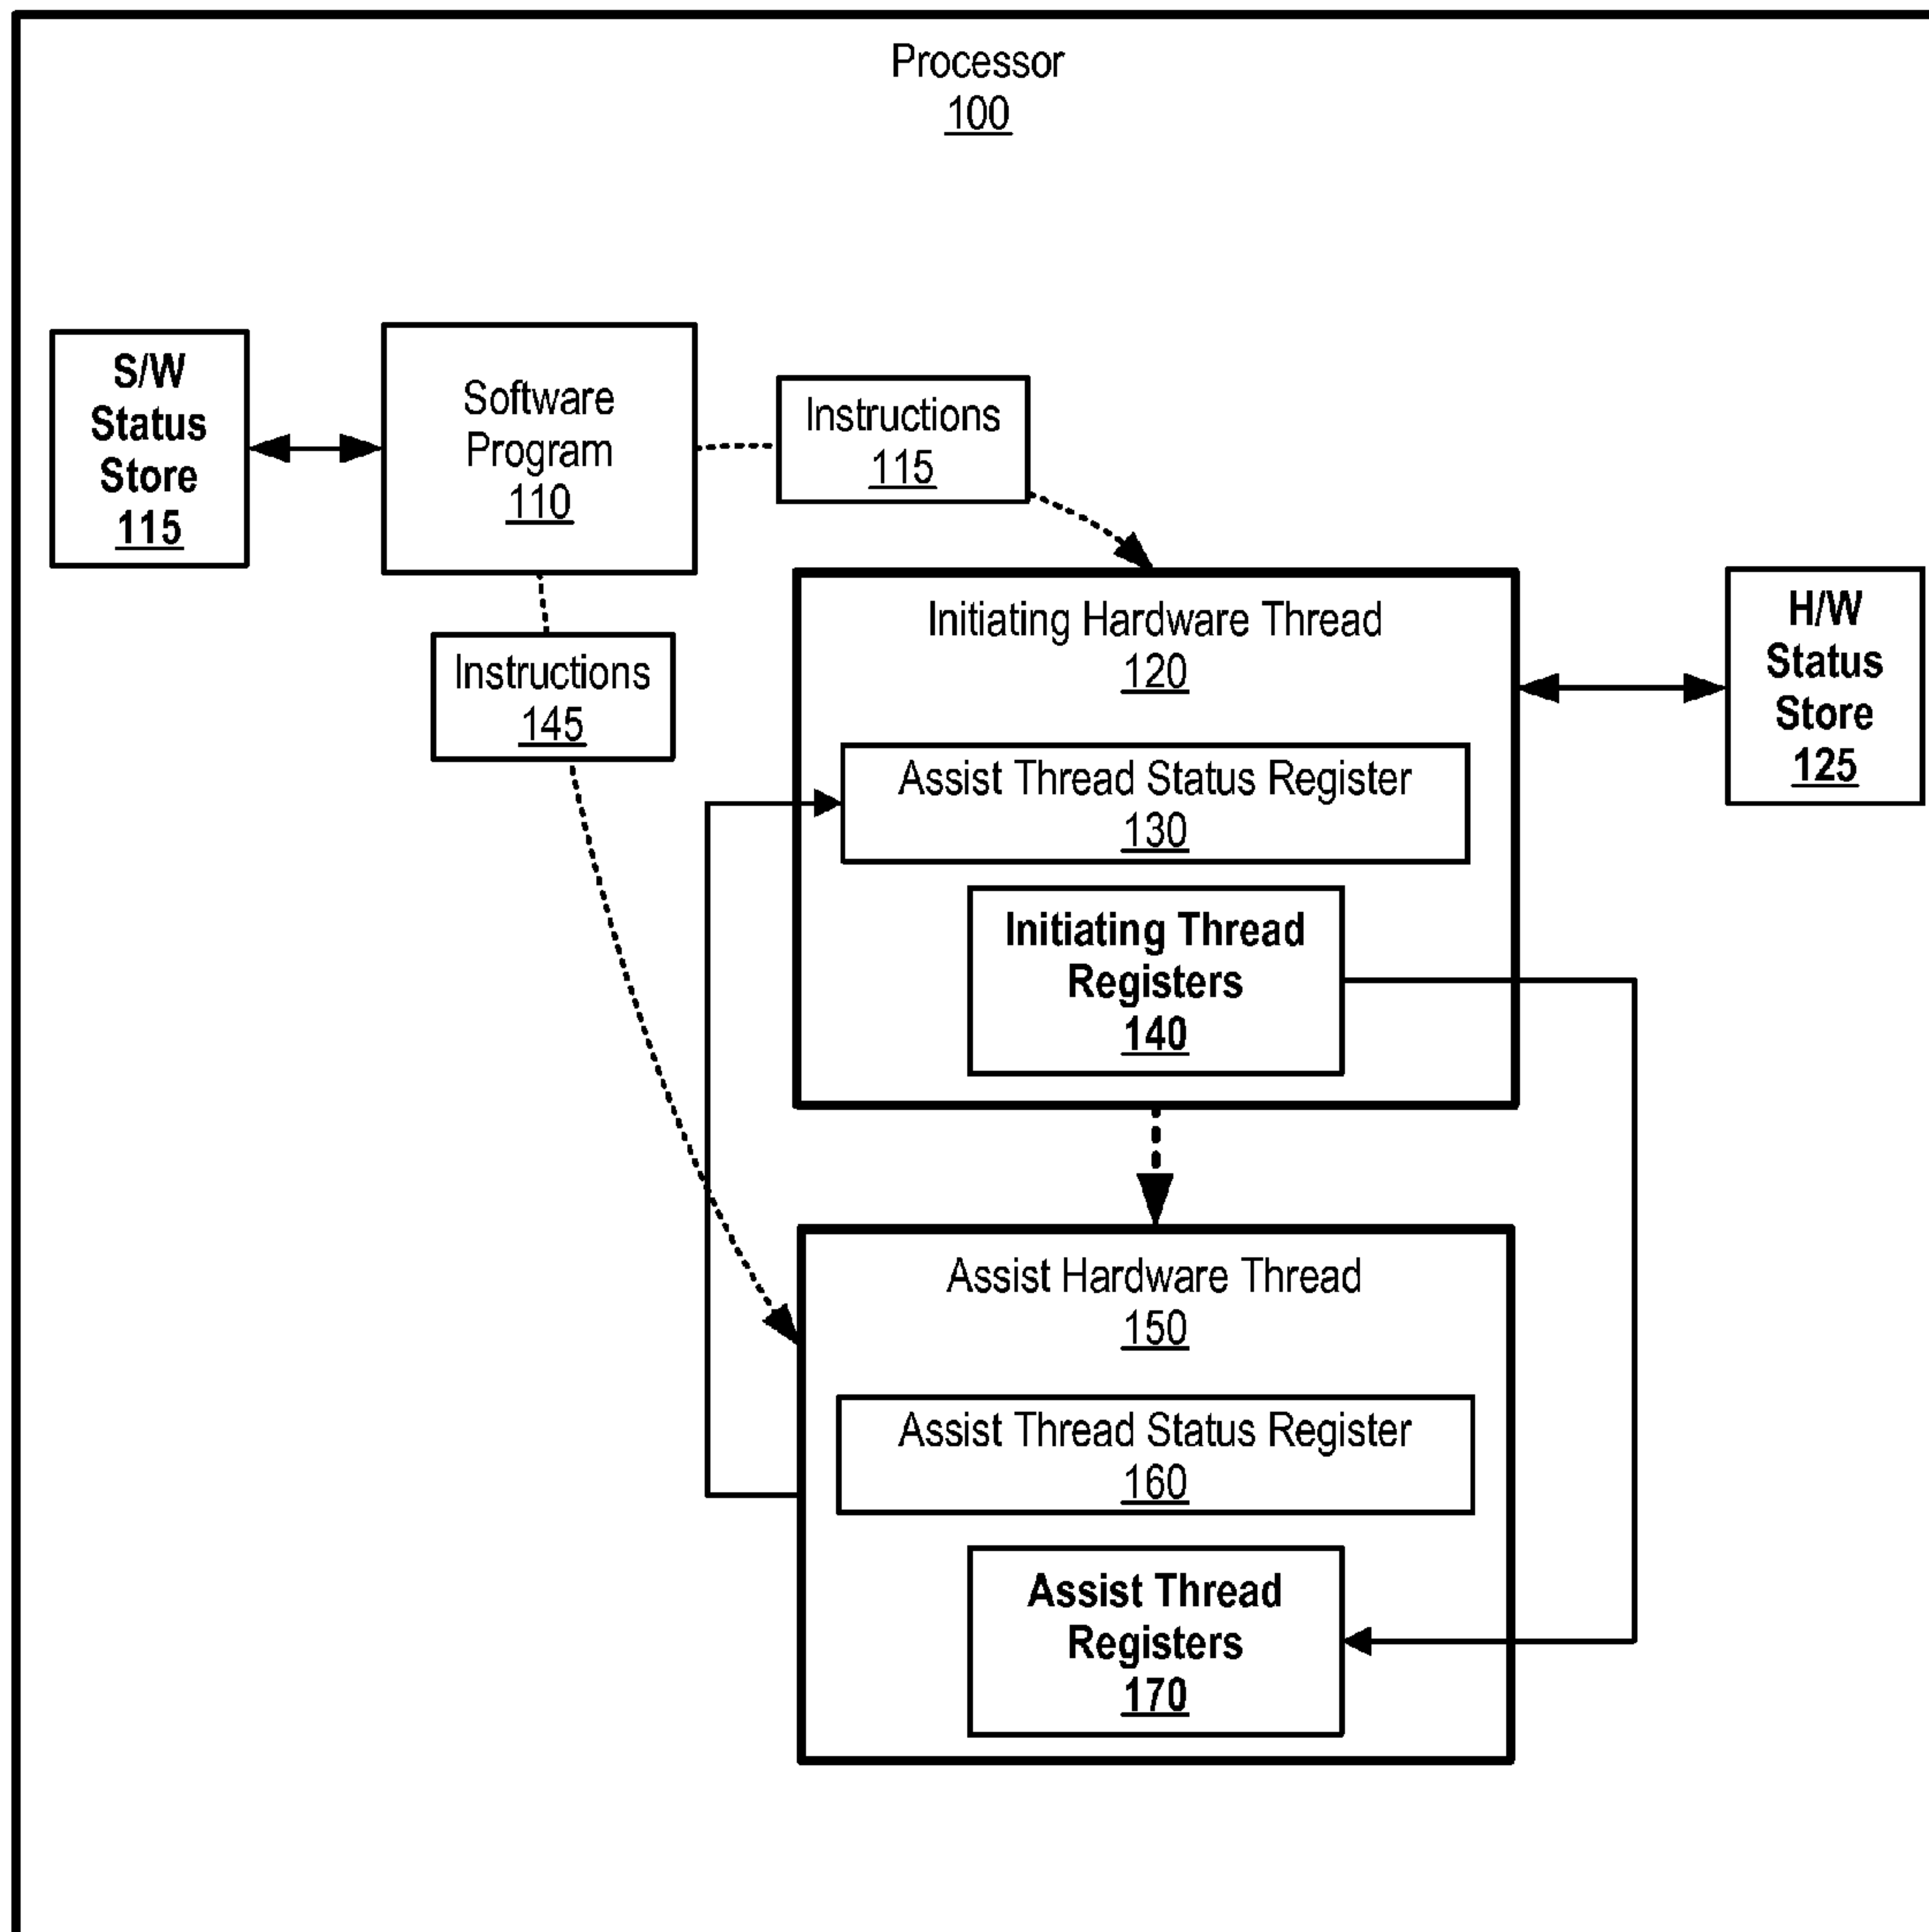 Processor
100
S/W
Status
Store
115
Software
Program
110
Instructions
115
Instructions
145
Initiating Hardware Thread
120
H/W
Status
Store
125
Assist Thread Status Register
130
Initiating Thread
Registers
140
Assist Hardware Thread
150
Assist Thread Status Register
160
Assist Thread
Registers
170